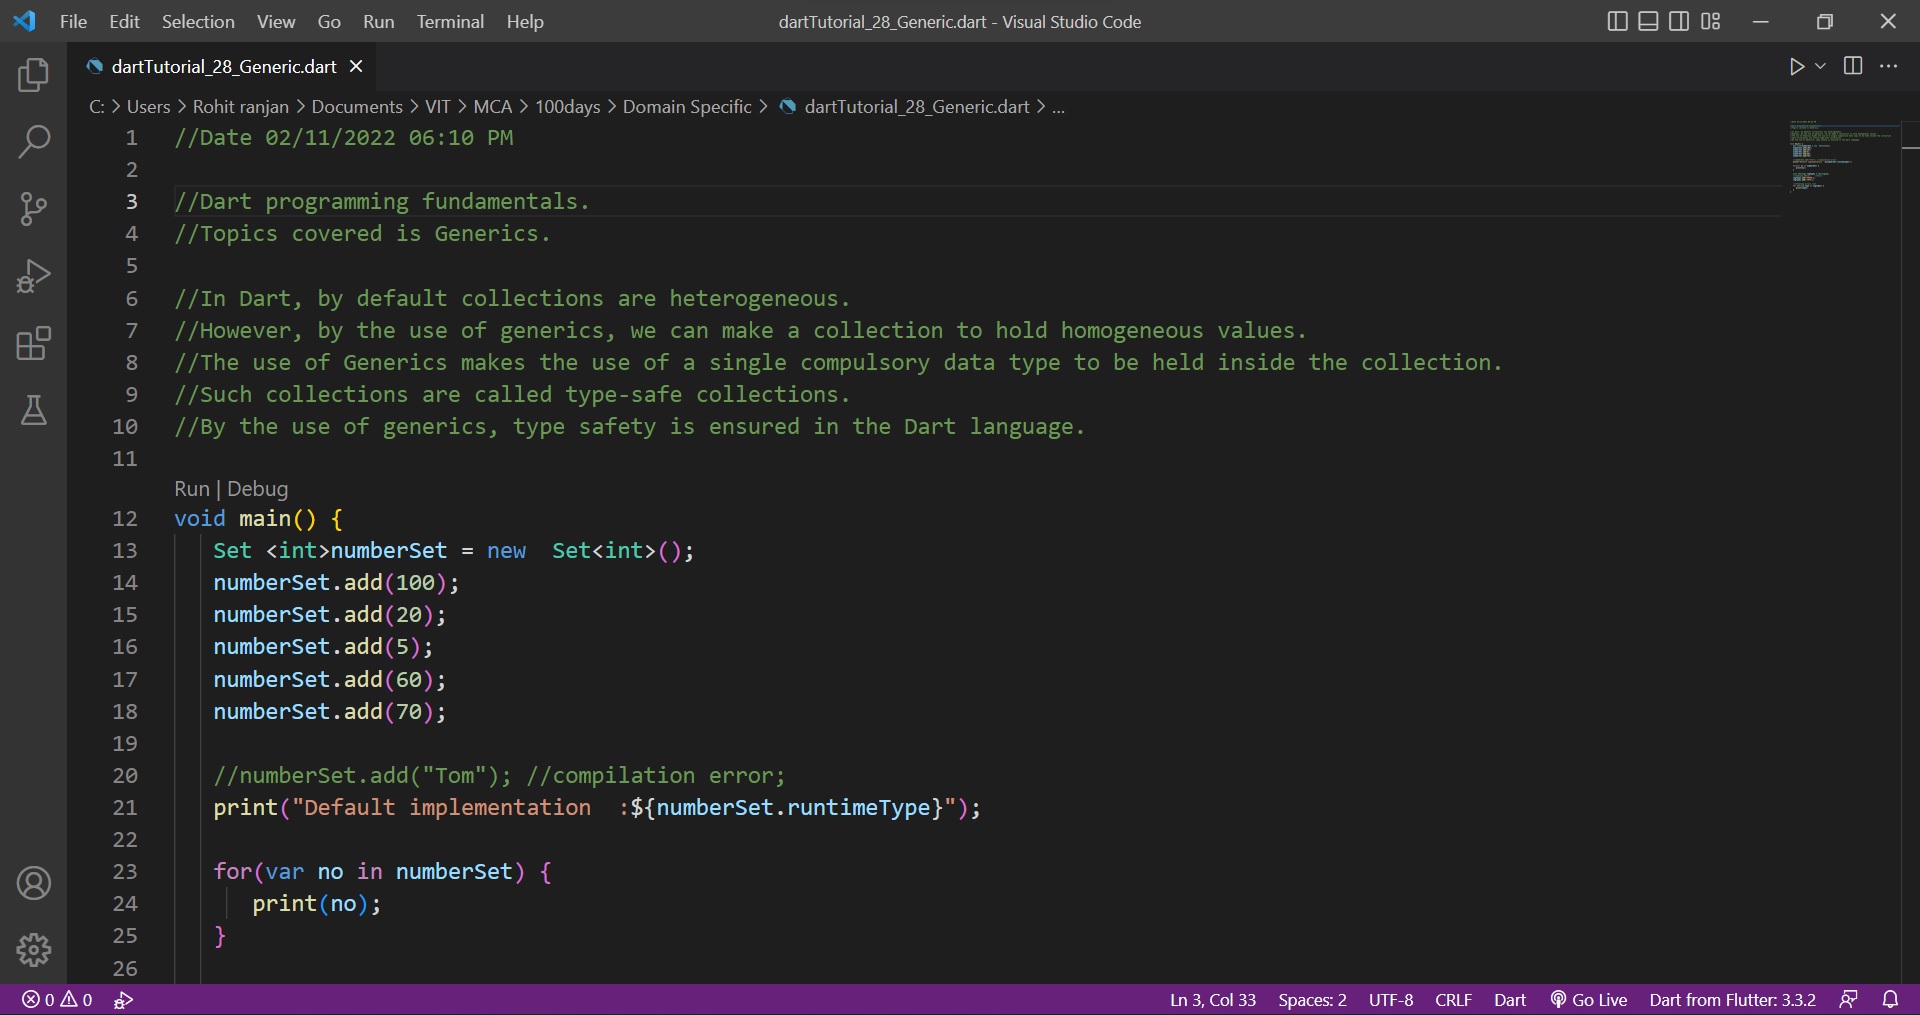 File Edit Selection View Go Run Terminal Help dartTutorial_28_Generic.dart - Visual Studio Code
dartTutorial_28_Generic.dart
C: > Users > Rohit ranjan > Documents > VIT > MCA > 100days > Domain Specific > dartTutorial_28_Generic.dart > ...
1 //Date 02/11/2022 06:10 PM
2
3 //Dart programming fundamentals.
4 //Topics covered is Generics.
5
6 //In Dart, by default collections are heterogeneous.
7 //However, by the use of generics, we can make a collection to hold homogeneous values.
8 //The use of Generics makes the use of a single compulsory data type to be held inside the collection.
9 //Such collections are called type-safe collections.
10 //By the use of generics, type safety is ensured in the Dart language.
11
Run | Debug
12 void main() {
13 Set <int>numberSet = new  Set<int>();
14 numberSet.add(100);
15 numberSet.add(20);
16 numberSet.add(5);
17 numberSet.add(60);
18 numberSet.add(70);
19
20 //numberSet.add("Tom"); //compilation error;
21 print("Default implementation  :${numberSet.runtimeType}");
22
23 for(var no in numberSet) {
24 print(no);
25 }
26
0 0 Ln 3, Col 33 Spaces: 2 UTF-8 CRLF Dart Go Live Dart from Flutter: 3.3.2